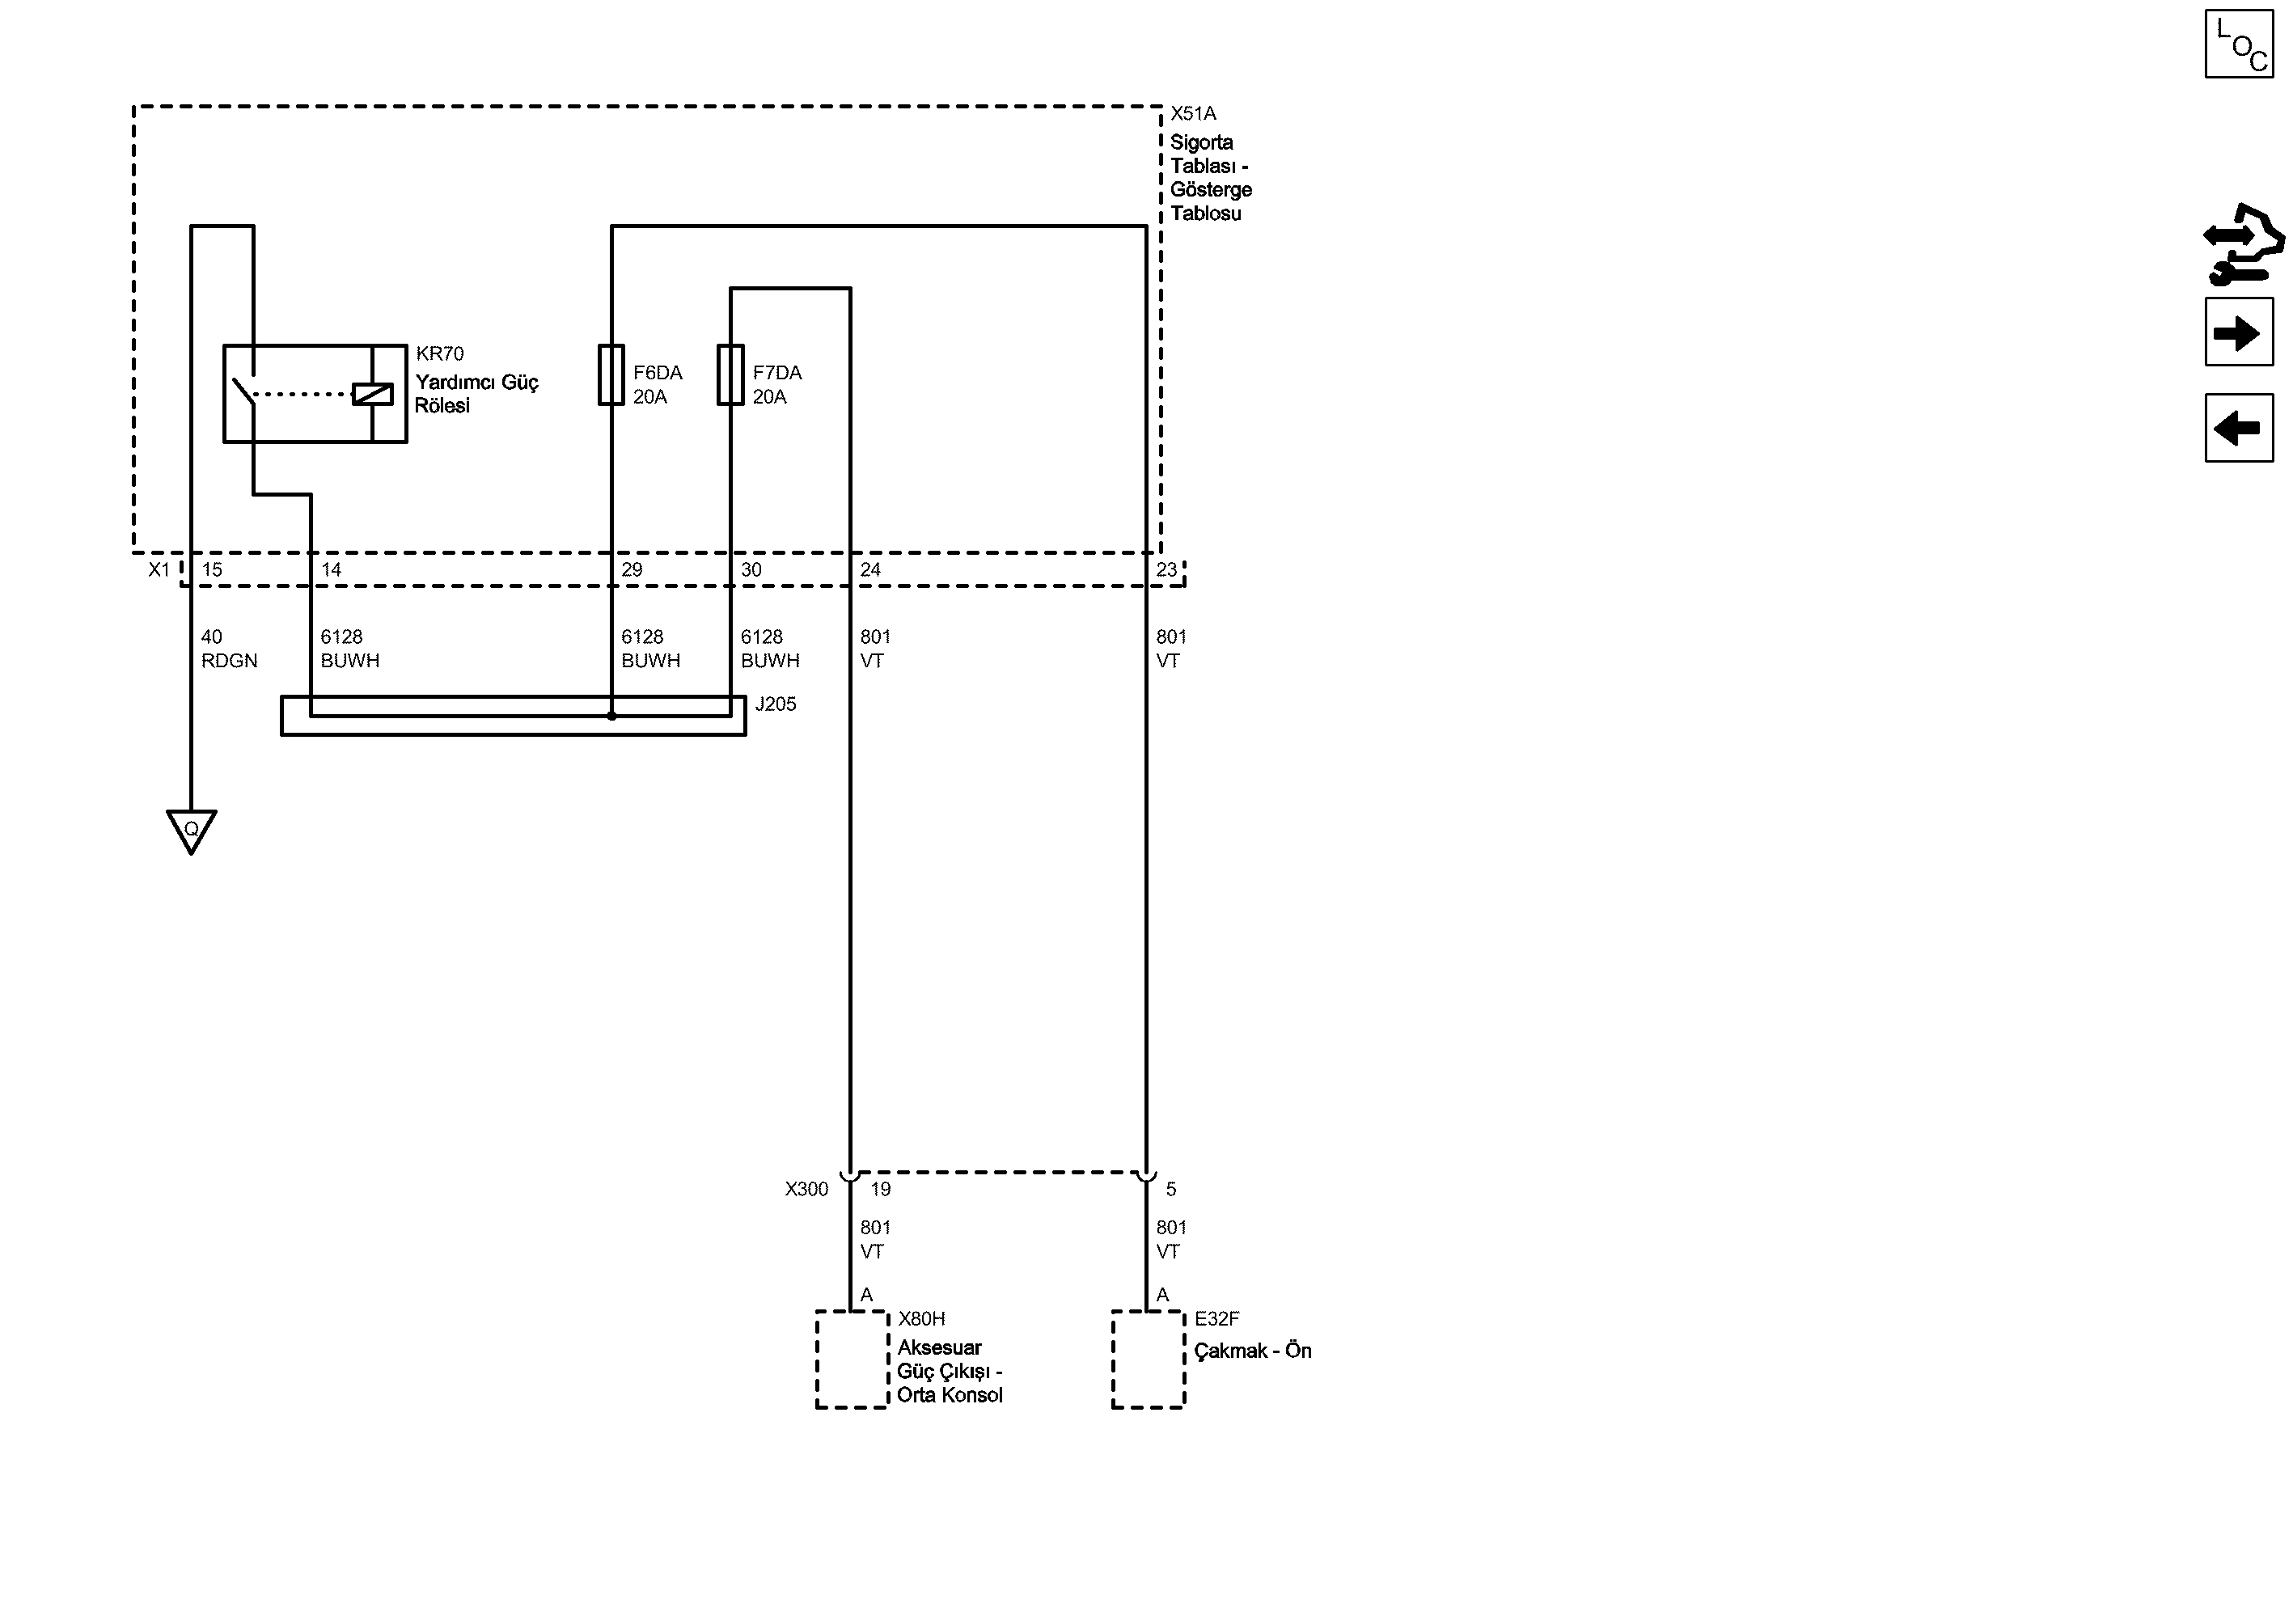 LOC
X51A
Sigorta
Tablası -
Gösterge
Tablosu
KR70
Yardımcı Güç
Rölesi
F6DA
20A
F7DA
20A
X1 15 14 29 30 24 23
40 6128 6128 6128 801 801
RDGN BUWH BUWH BUWH VT VT
J205
Q
X300 19 5
801 801
VT VT
A A
X80H
Aksesuar
Güç Çıkışı -
Orta Konsol
E32F
Çakmak - Ön